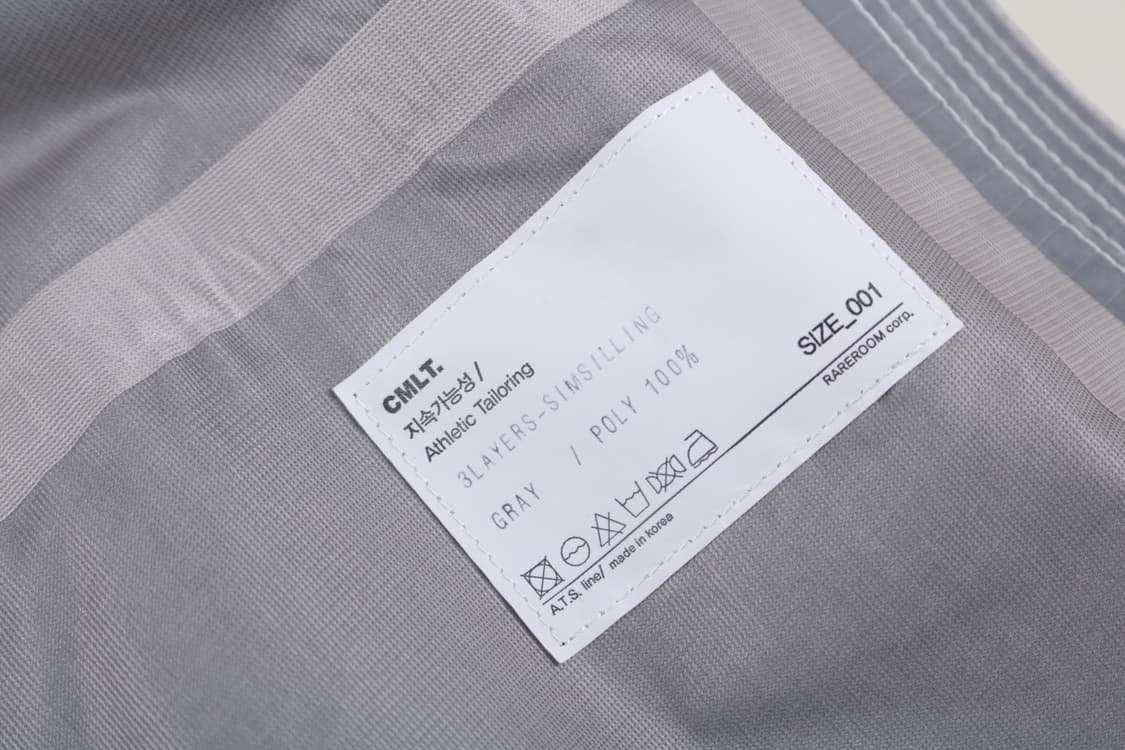 CMLT.
지속가능성 /
Athletic Tailoring
3LAYERS-SIMSILLING
GRAY / POLY 100%
SIZE_001
RAREROOM corp.
A.T.S. line/ made in korea